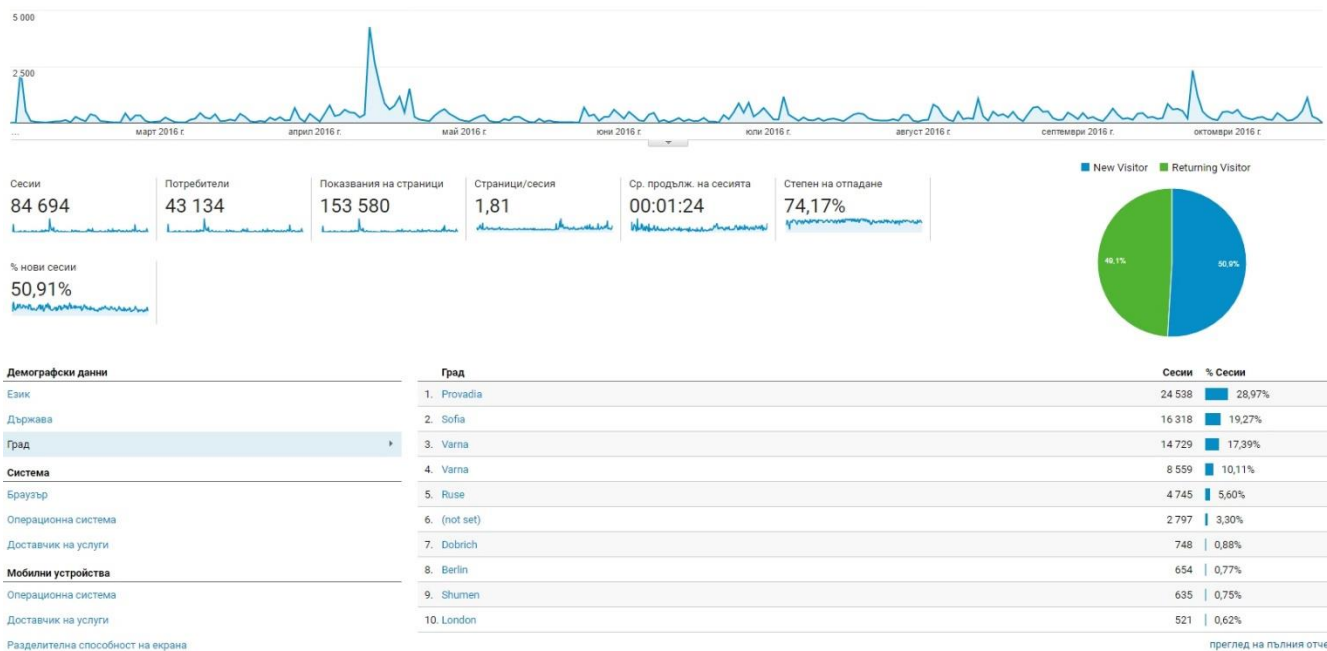 5 000
2 500
...
март 2016 г.
април 2016 г.
май 2016 г.
юни 2016 г.
юли 2016 г.
август 2016 г.
септември 2016 г.
октомври 2016 г.
New Visitor Returning Visitor
Сесии
84 694
Потребители
43 134
Показвания на страници
153 580
Страници/сесия
1,81
Ср. продълж. на сесията
00:01:24
Степен на отпадане
74,17%
% нови сесии
50,91%
49,1%
50,9%
Демографски данни
Език
Държава
Град
Система
Браузър
Операционна система
Доставчик на услуги
Мобилни устройства
Операционна система
Доставчик на услуги
Разделителна способност на екрана
Град Сесии % Сесии
1. Provadia 24 538 28,97%
2. Sofia 16 318 19,27%
3. Varna 14 729 17,39%
4. Varna 8 559 10,11%
5. Ruse 4 745 5,60%
6. (not set) 2 797 3,30%
7. Dobrich 748 0,88%
8. Berlin 654 0,77%
9. Shumen 635 0,75%
10. London 521 0,62%
преглед на пълния отче